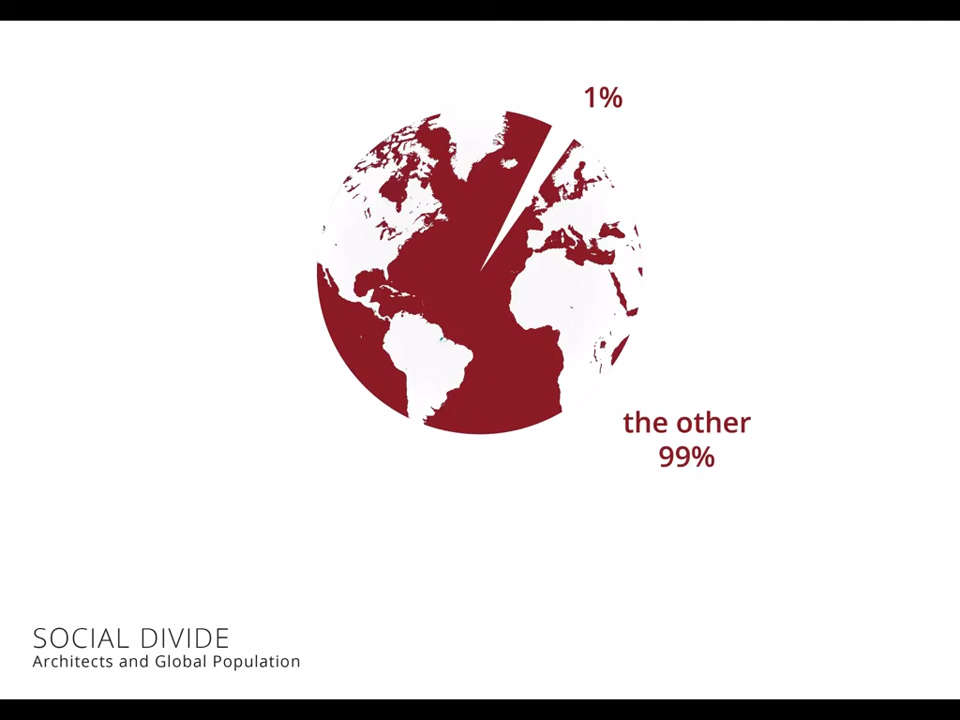 1%
the other
99%
SOCIAL DIVIDE
Architects and Global Population